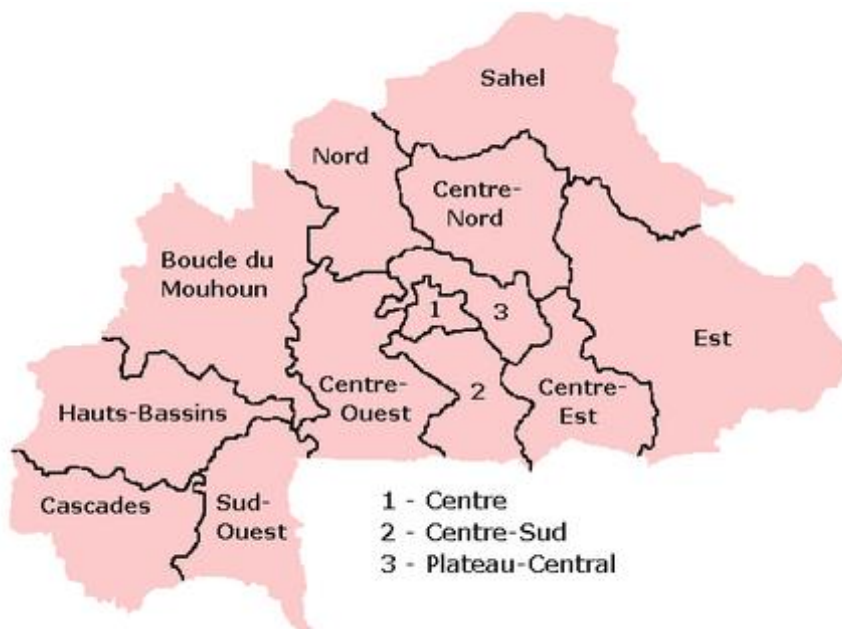 Sahel
Nord
Centre-
Nord
Boucle du
Mouhoun
1
3
Est
Centre-
Ouest
2
Centre-
Est
Hauts-Bassins
Cascades
Sud-
Ouest
1 - Centre
2 - Centre-Sud
3 - Plateau-Central